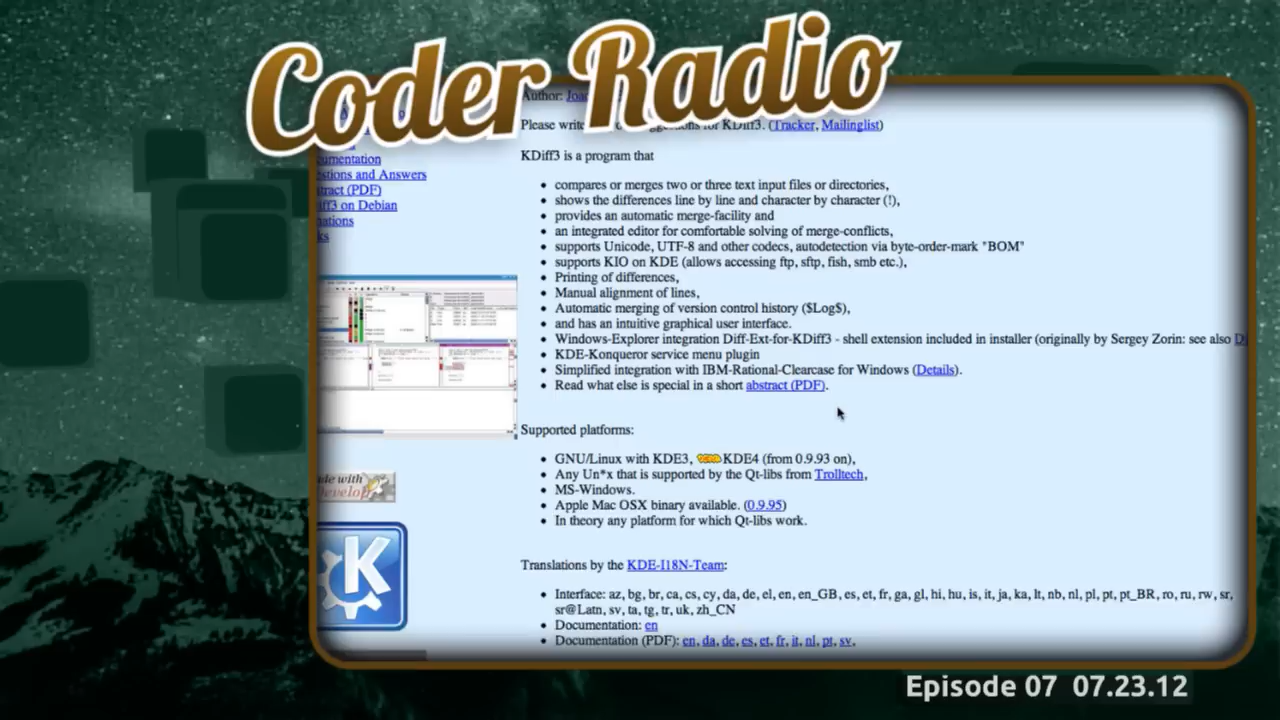 Coder Radio
Author:
Please write KDiff3. (Tracker, Mailinglist)
KDiff3 is a program that
• compares or merges two or three text input files or directories,
• shows the differences line by line and character by character (!),
• provides an automatic merge-facility and
• an integrated editor for comfortable solving of merge-conflicts,
• supports Unicode, UTF-8 and other codecs, autodetection via byte-order-mark "BOM"
• supports KIO on KDE (allows accessing ftp, sftp, fish, smb etc.),
• Printing of differences,
• Manual alignment of lines,
• Automatic merging of version control history ($Log$),
• and has an intuitive graphical user interface.
• Windows-Explorer integration Diff-Ext-for-KDiff3 - shell extension included in installer (originally by Sergey Zorin: see also
• KDE-Konqueror service menu plugin
• Simplified integration with IBM-Rational-Clearcase for Windows (Details).
• Read what else is special in a short abstract (PDF).
Supported platforms:
• GNU/Linux with KDE3, KDE4 (from 0.9.93 on),
• Any Un*x that is supported by the Qt-libs from Trolltech,
• MS-Windows.
• Apple Mac OSX binary available. (0.9.95)
• In theory any platform for which Qt-libs work.
Translations by the KDE-I18N-Team:
• Interface: az, bg, br, ca, cs, cy, da, de, el, en, en_GB, es, et, fr, ga, gl, hi, hu, is, it, ja, ka, lt, nb, nl, pl, pt, pt_BR, ro, ru, rw, sr,
sr@Latn, sv, ta, tg, tr, uk, zh_CN
• Documentation: en
• Documentation (PDF): en, da, de, es, et, fr, it, nl, pt, sv,
umentation
stions and Answers
tract (PDF)
iff3 on Debian
nations
ks
de with
evelop
K
Episode 07 07.23.12